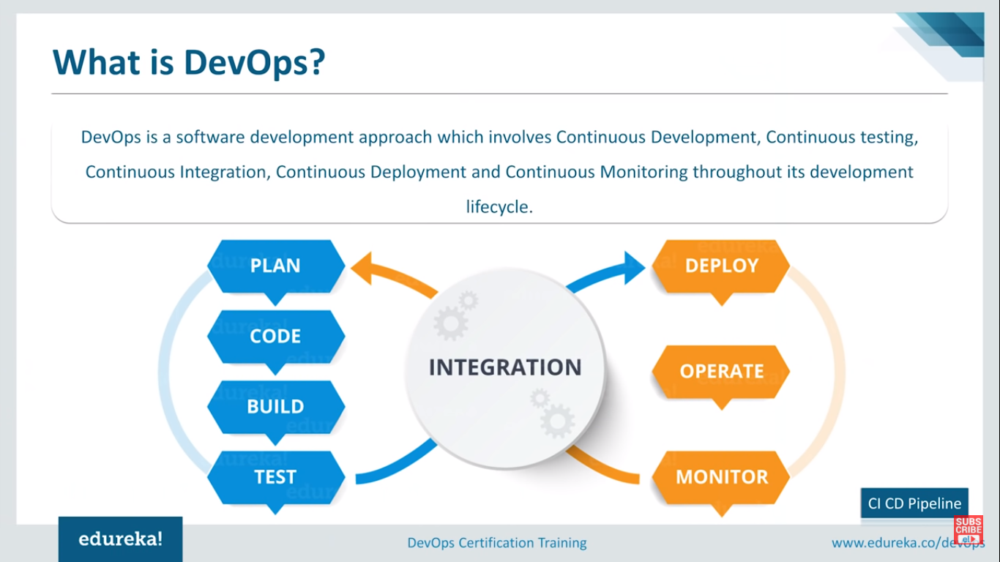 What is DevOps?
DevOps is a software development approach which involves Continuous Development, Continuous testing,
Continuous Integration, Continuous Deployment and Continuous Monitoring throughout its development
lifecycle.
PLAN
CODE
BUILD
TEST
INTEGRATION
DEPLOY
OPERATE
MONITOR
CI CD Pipeline
edureka!
DevOps Certification Training
www.edureka.co/devops
SUBS
CRIBE
e!